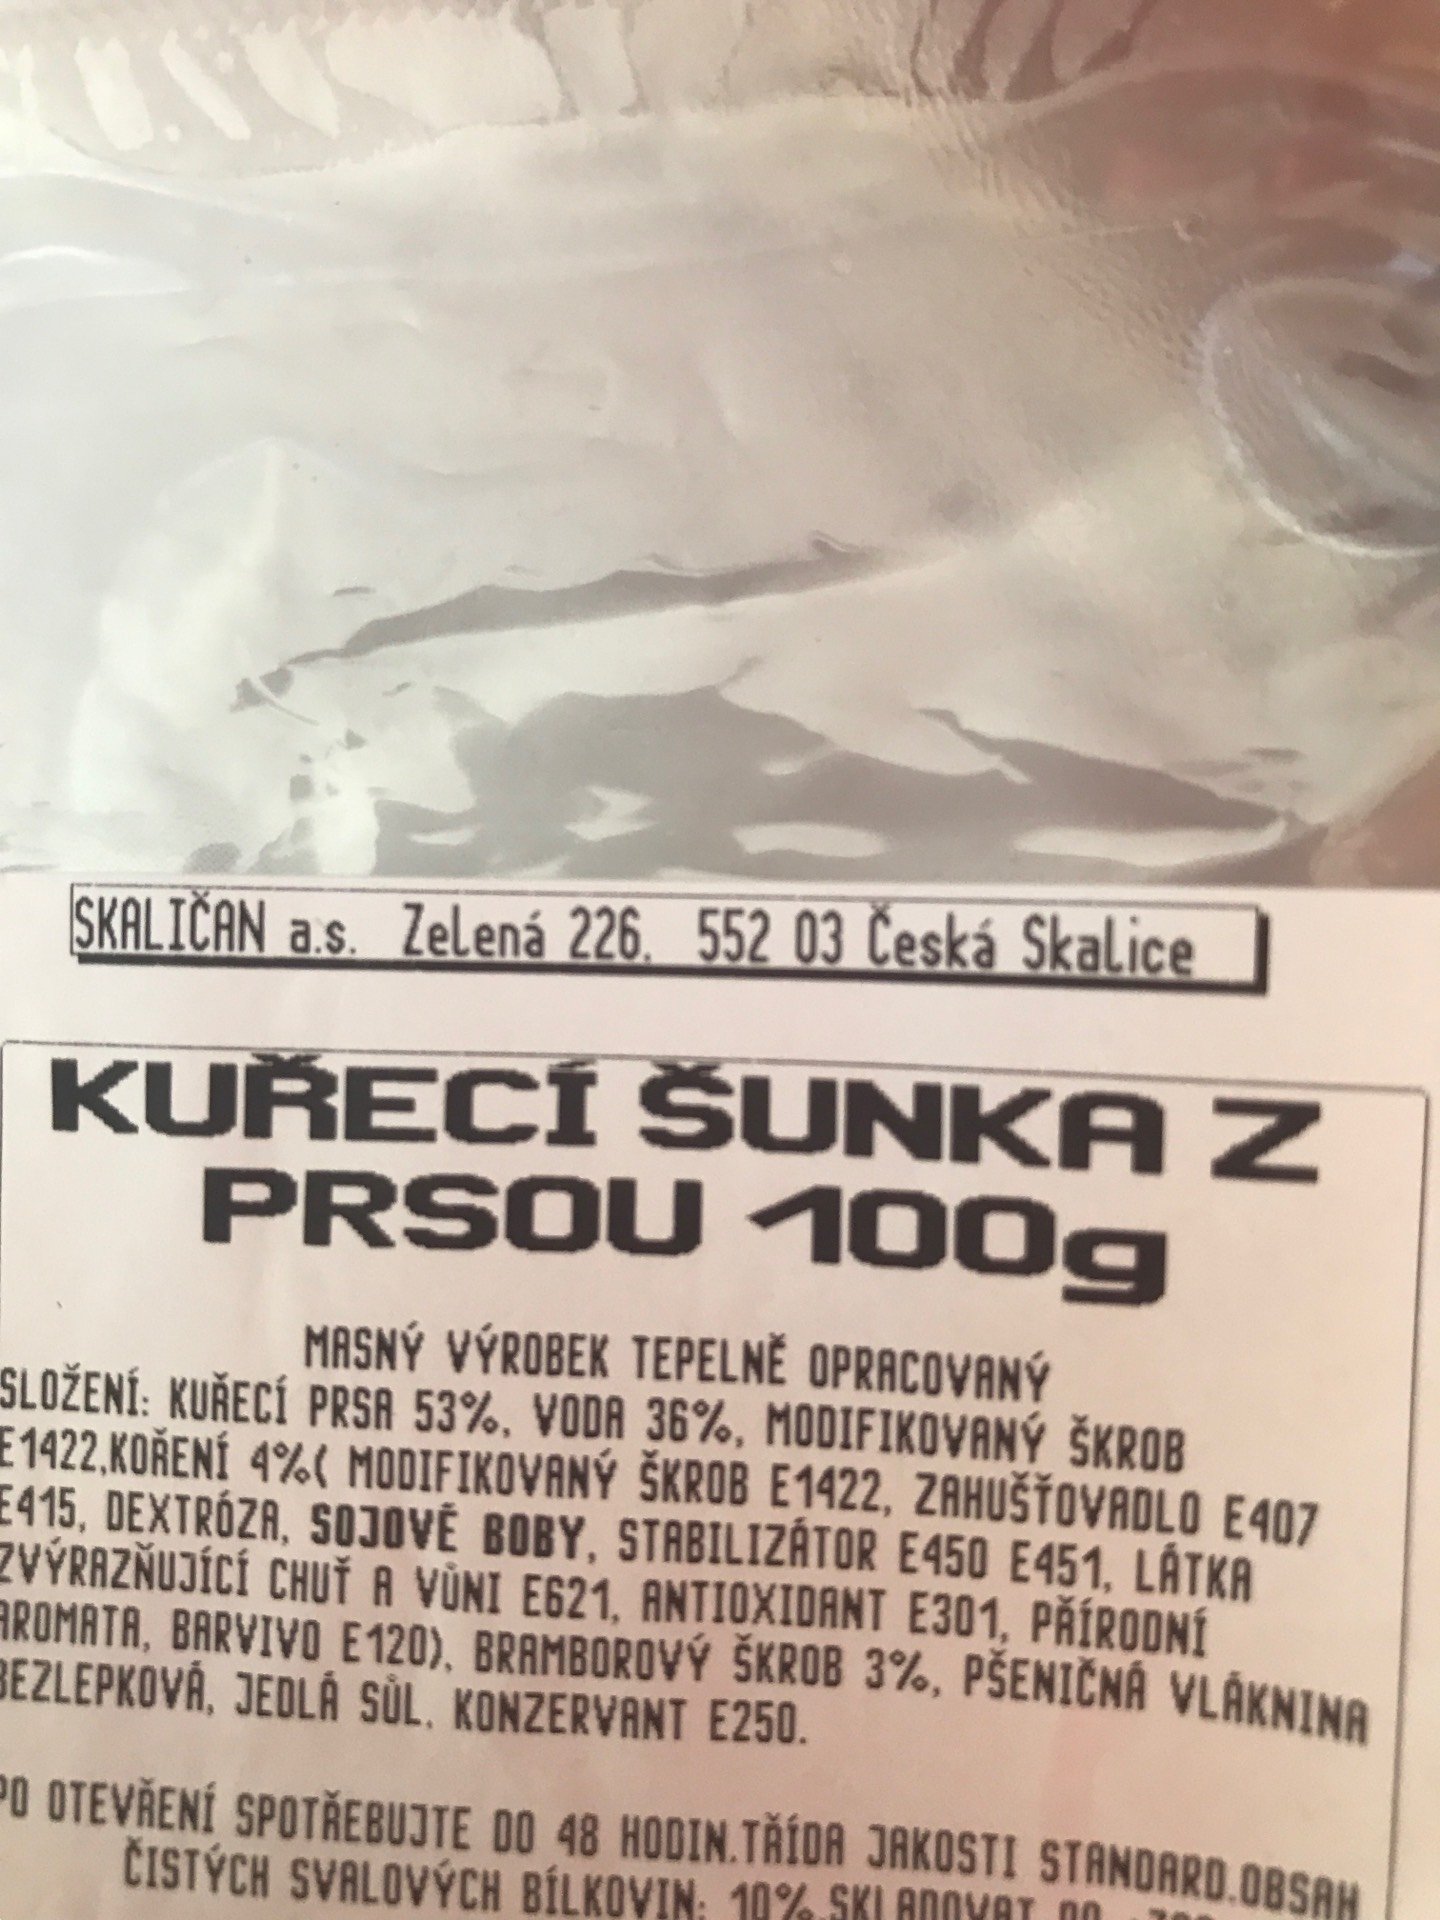 SKALIČAN a.s. Zelená 226. 552 03 Česká Skalice
KUŘECÍ ŠUNKA Z
PRSOU 100g
MASNÝ VÝROBEK TEPELNĚ OPRACOVANÝ
SLOŽENÍ: KUŘECÍ PRSA 53%, VODA 36%, MODIFIKOVANÝ ŠKROB
E1422,KOŘENÍ 4%( MODIFIKOVANÝ ŠKROB E1422, ZAHUŠŤOVADLO E407
E415, DEXTRÓZA, SOJOVÉ BOBY, STABILIZÁTOR E450 E451, LÁTKA
ZVÝRAZŇUJÍCÍ CHUŤ A VŮNI E621, ANTIOXIDANT E301, PŘÍRODNÍ
AROMATA, BARVIVO E120), BRAMBOROVÝ ŠKROB 3%, PŠENIČNÁ VLÁKNINA
BEZLEPKOVÁ, JEDLÁ SŮL, KONZERVANT E250.
PO OTEVŘENÍ SPOTŘEBUJTE DO 48 HODIN.TŘÍDA JAKOSTI STANDARD.OBSAH
ČISTÝCH SVALOVÝCH BÍLKOVIN: 10%.SKLADOVAT